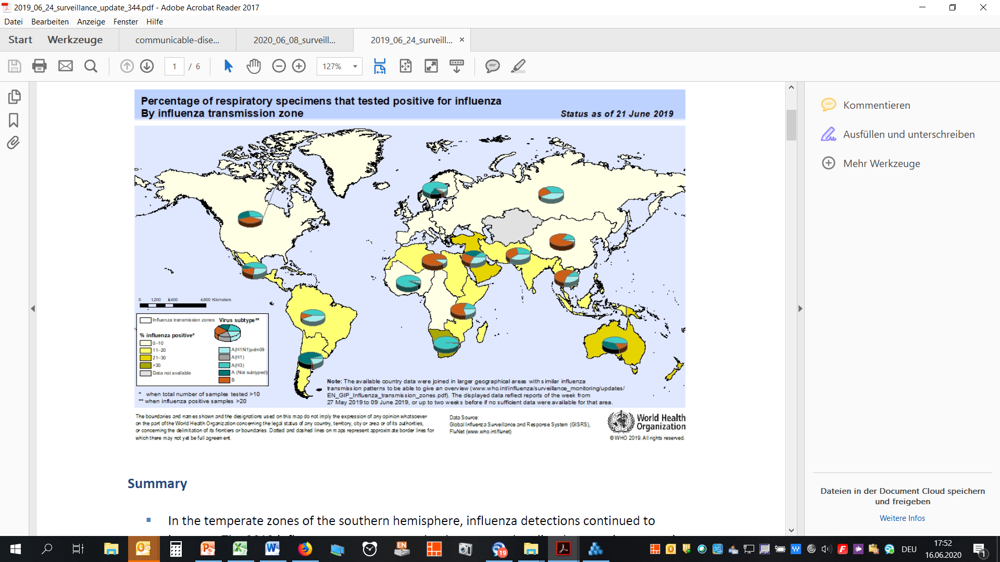 2019_06_24_surveillance_update_344.pdf - Adobe Acrobat Reader 2017
Datei Bearbeiten Anzeige Fenster Hilfe
Start Werkzeuge communicable-dise... 2020_06_08_surveill... 2019_06_24_surveill... ×
1 / 6 127%
Percentage of respiratory specimens that tested positive for influenza
By influenza transmission zone Status as of 21 June 2019
Kommentieren
Ausfüllen und unterschreiben
Mehr Werkzeuge
0 1,200 2,400 4,800 Kilometers
Influenza transmission zones Virus subtype**
% influenza positive*
0-10
11-20
21-30
>30
Data not available
A(H1N1)pdm09
A(H1)
A(H3)
A (Not subtyped)
B
* when total number of samples tested >10
** when influenza positive samples >20
Note: The available country data were joined in larger geographical areas with similar influenza
transmission patterns to be able to give an overview (www.who.int/influenza/surveillance_monitoring/updates/
EN_GIP_Influenza_transmission_zones.pdf). The displayed data reflect reports of the week from
27 May 2019 to 09 June 2019, or up to two weeks before if no sufficient data were available for that area.
The boundaries and names shown and the designations used on this map do not imply the expression of any opinion whatsoever
on the part of the World Health Organization concerning the legal status of any country, territory, city or area or of its authorities,
or concerning the delimitation of its frontiers or boundaries. Dotted and dashed lines on maps represent approximate border lines for
which there may not yet be full agreement.
Data Source:
Global Influenza Surveillance and Response System (GISRS),
FluNet (www.who.int/flunet)
World Health
Organization
© WHO 2019. All rights reserved.
Summary
▪ In the temperate zones of the southern hemisphere, influenza detections continued to
Dateien in der Document Cloud speichern
und freigeben
Weitere Infos
EN
19
DEU
17:52
16.06.2020
1